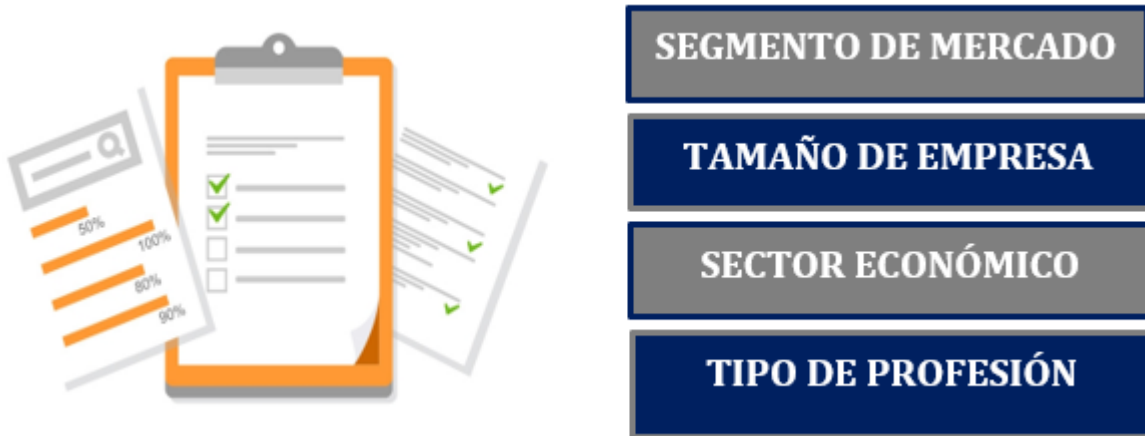 50%
100%
80%
90%
SEGMENTO DE MERCADO
TAMAÑO DE EMPRESA
SECTOR ECONÓMICO
TIPO DE PROFESIÓN